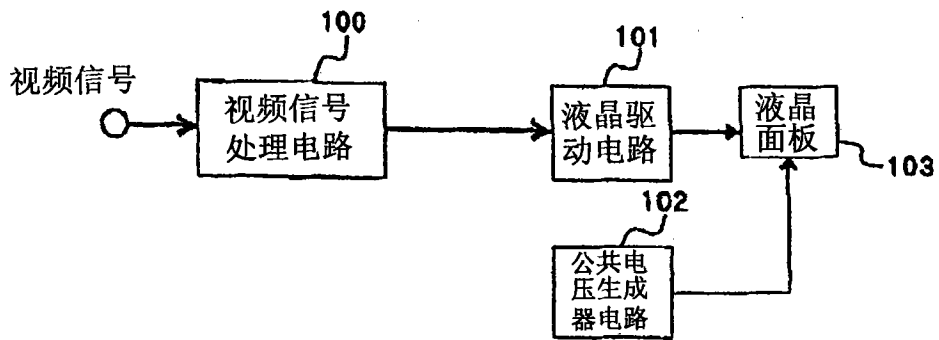 100
视频信号
视频信号
处理电路
101
液晶驱
动电路
液晶
面板
103
102
公共电
压生成
器电路